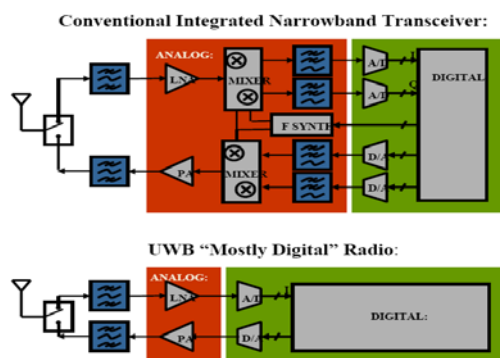 Conventional Integrated Narrowband Transceiver:
ANALOG:
LNA
MIXER
A/D
I
DIGITAL
A/D
Q
F SYNTH
D/A
PA
MIXER
D/A
UWB “Mostly Digital” Radio:
ANALOG:
LNA
A/D
I
DIGITAL:
PA
D/A